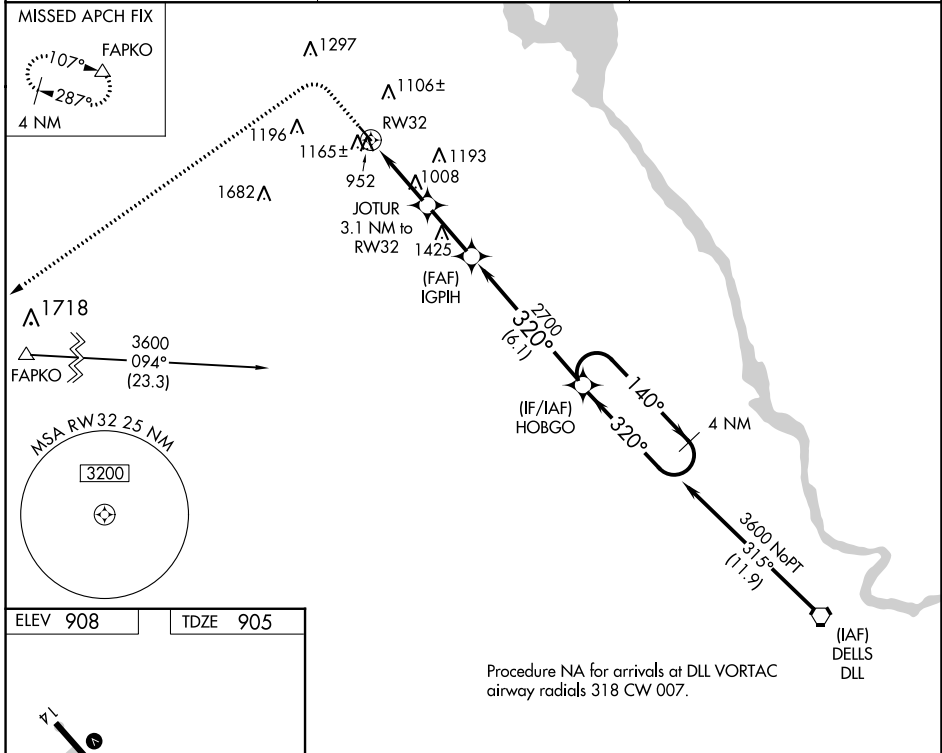 MISSED APCH FIX
FAPKO
107°
287°
4 NM
1297
1106±
RW32
1196
1165±
952
1193
1008
1682
JOTUR
3.1 NM to
RW32
1425
(FAF)
IGPIH
1718
FAPKO
3600
094°
(23.3)
2700
320°
(6.1)
(IF/IAF)
HOBGO
140°
320°
4 NM
MSA RW32 25 NM
3200
3600 NoPT
315°
(11.9)
(IAF)
DELLS
DLL
ELEV 908
TDZE 905
Procedure NA for arrivals at DLL VORTAC
airway radials 318 CW 007.
14
V